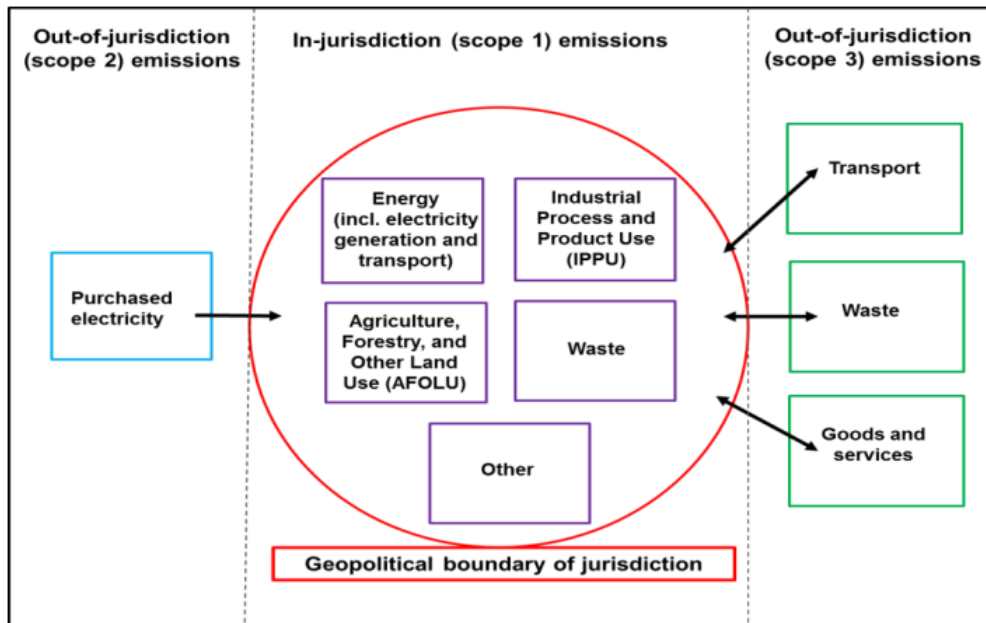 Out-of-jurisdiction
(scope 2) emissions
In-jurisdiction (scope 1) emissions
Out-of-jurisdiction
(scope 3) emissions
Purchased
electricity
Energy
(incl. electricity
generation and
transport)
Industrial
Process and
Product Use
(IPPU)
Agriculture,
Forestry, and
Other Land
Use (AFOLU)
Waste
Other
Transport
Waste
Goods and
services
Geopolitical boundary of jurisdiction